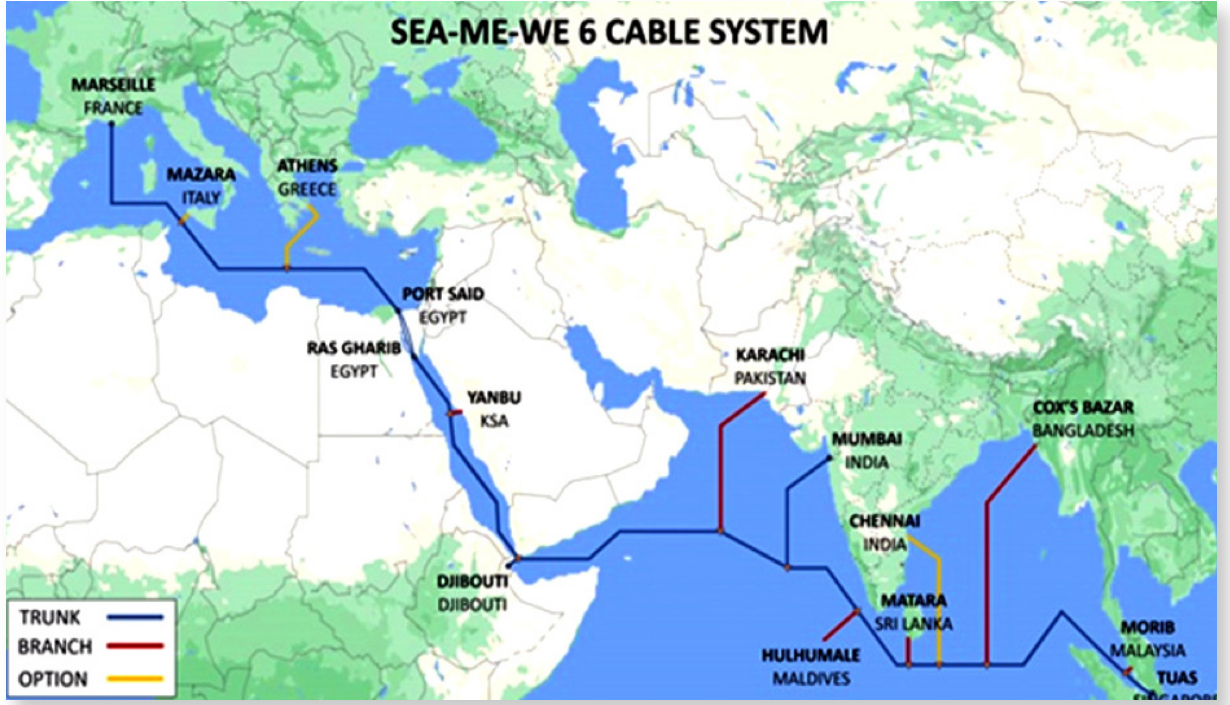 SEA-ME-WE 6 CABLE SYSTEM
MARSEILLE
FRANCE
MAZARA
ITALY
ATHENS
GREECE
PORT SAID
EGYPT
RAS GHARIB
EGYPT
YANBU
KSA
KARACHI
PAKISTAN
COX'S BAZAR
BANGLADESH
MUMBAI
INDIA
CHENNAI
INDIA
DJIBOUTI
DJIBOUTI
MATARA
SRI LANKA
HULHUMALE
MALDIVES
MORIB
MALAYSIA
TUAS
SINGAPORE
TRUNK
BRANCH
OPTION